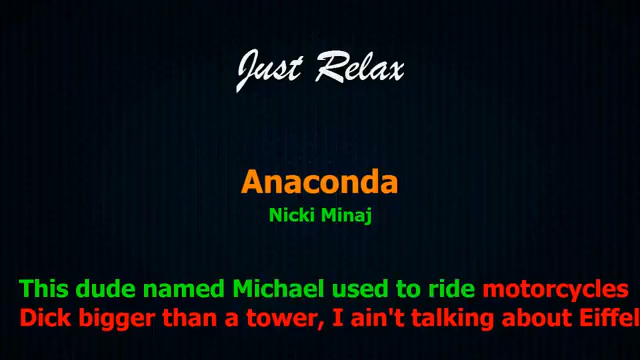 Just Relax
Anaconda
Nicki Minaj
This dude named Michael used to ride motorcycles
Dick bigger than a tower, I ain't talking about Eiffel